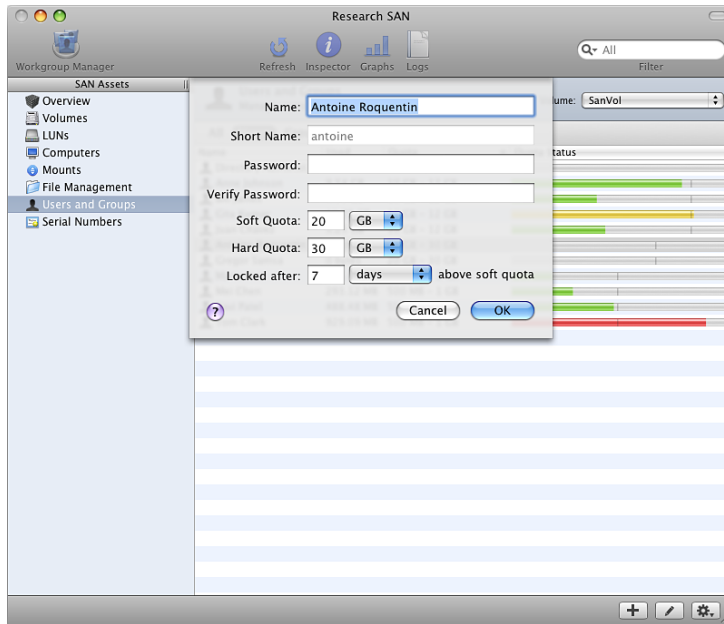 Research SAN
Workgroup Manager Refresh Inspector Graphs Logs All Filter
SAN Assets
Overview
Volumes
LUNs
Computers
Mounts
File Management
Users and Groups
Serial Numbers
ume: SanVol
tatus
Name: Antoine Roquentin
Short Name: antoine
Password:
Verify Password:
Soft Quota: 20 GB
Hard Quota: 30 GB
Locked after: 7 days above soft quota
? Cancel OK